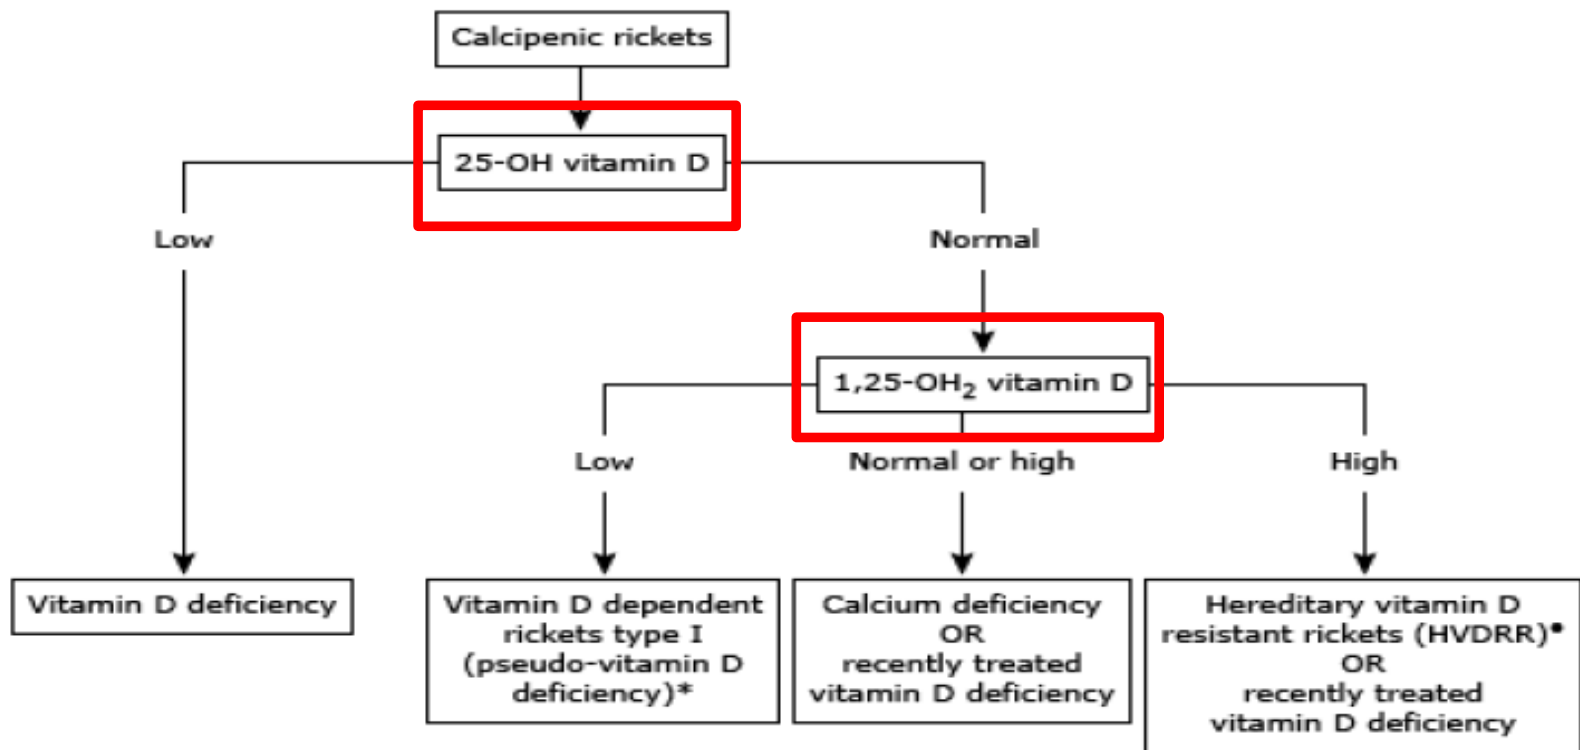 Calcipenic rickets
25-OH vitamin D
Low
Normal
1,25-OH₂ vitamin D
Low
Normal or high
High
Vitamin D deficiency
Vitamin D dependent
rickets type I
(pseudo-vitamin D
deficiency)*
Calcium deficiency
OR
recently treated
vitamin D deficiency
Hereditary vitamin D
resistant rickets (HVDRR)•
OR
recently treated
vitamin D deficiency